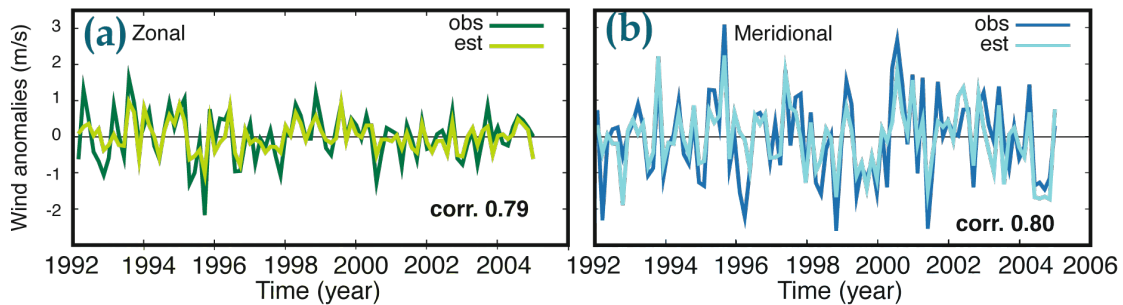 (a) Zonal
obs
est
3
2
1
0
-1
-2
Wind anomalies (m/s)
corr. 0.79
1992 1994 1996 1998 2000 2002 2004
Time (year)
(b) Meridional
obs
est
corr. 0.80
1992 1994 1996 1998 2000 2002 2004 2006
Time (year)